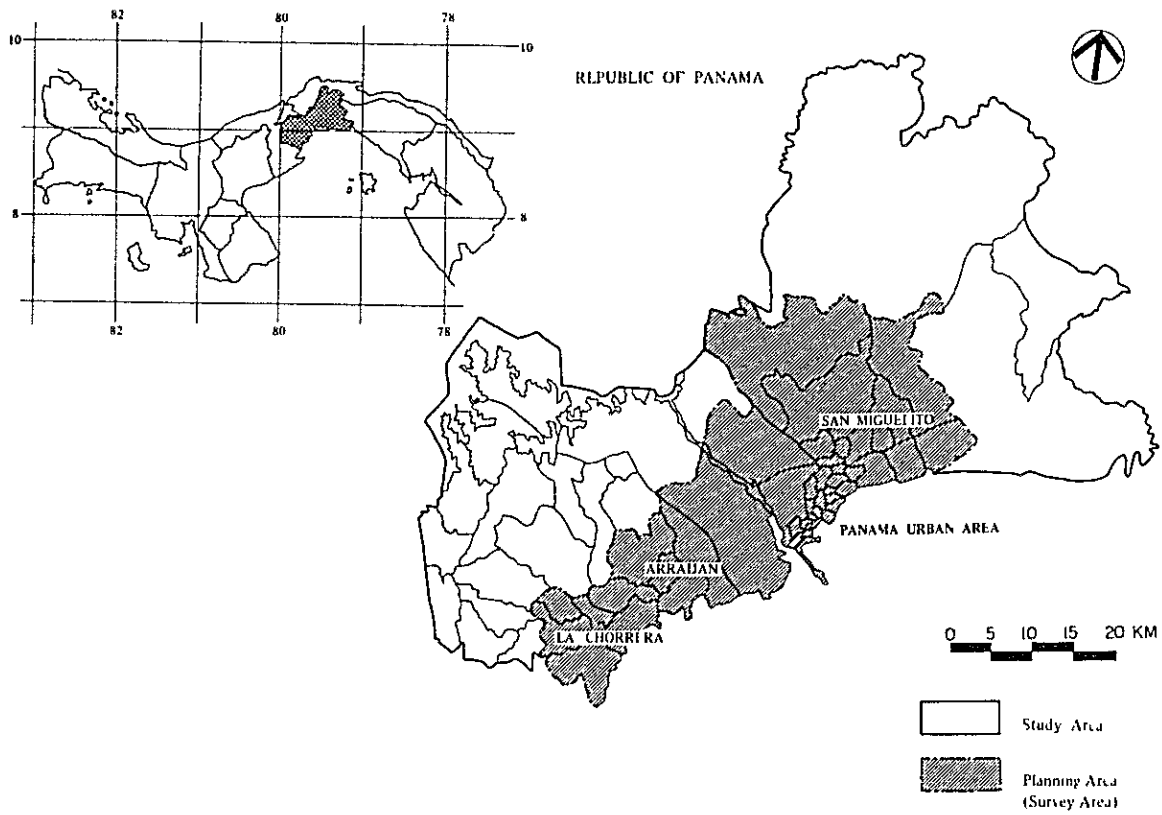 82
80
78
10
10
REPUBLIC OF PANAMA
8
8
82
80
78
SAN MIGUELITO
PANAMA URBAN AREA
ARRAIJAN
LA CHORRERA
0 5 10 15 20 KM
Study Area
Planning Area
(Survey Area)